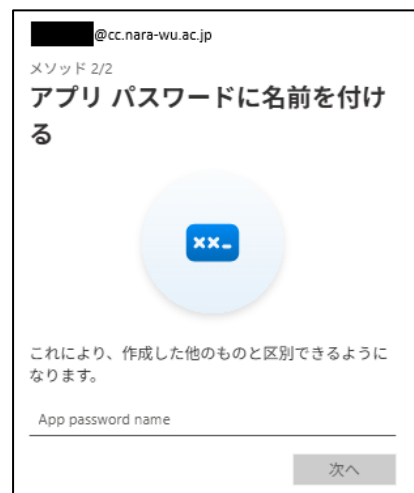 @cc.nara-wu.ac.jp
メソッド 2/2
アプリ パスワードに名前を付け
る
xx-
これにより、作成した他のものと区別できるように
なります。
App password name
次へ